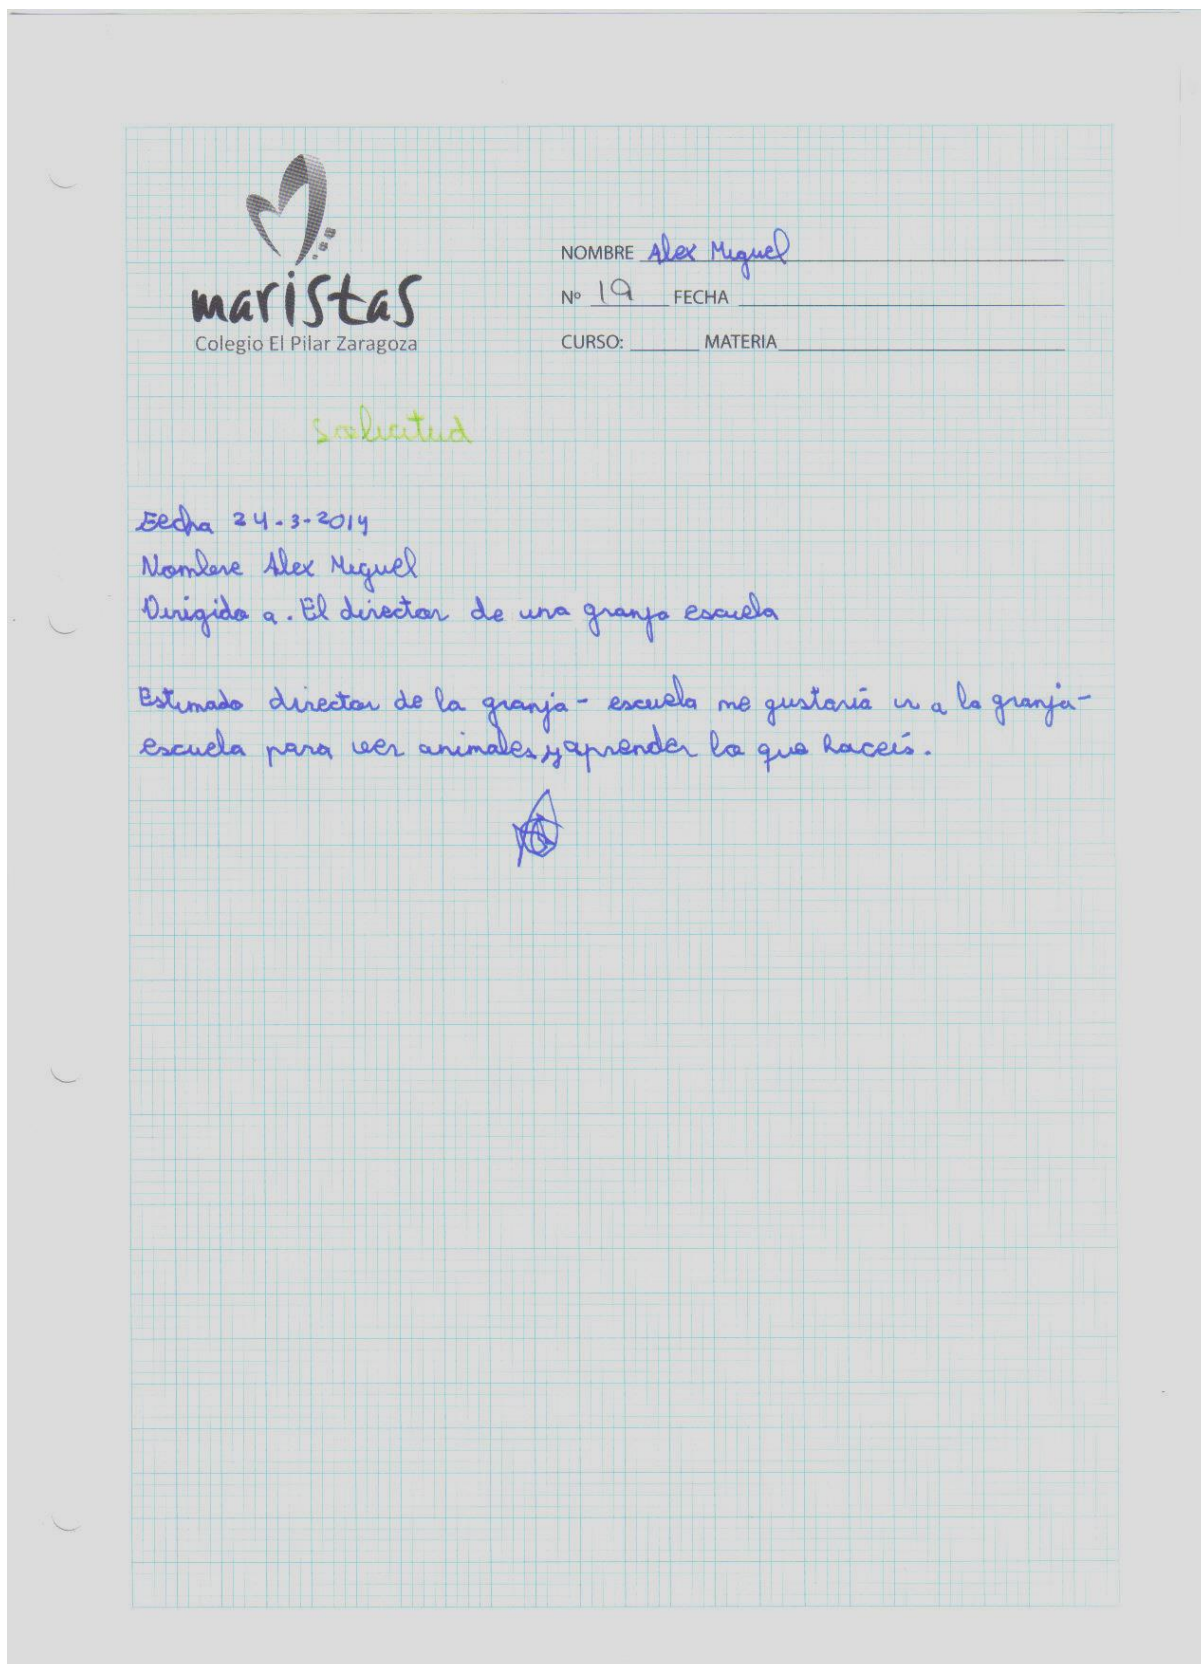 maristas
Colegio El Pilar Zaragoza
NOMBRE Alex Miguel
Nº 19 FECHA
CURSO: MATERIA
Solicitud
Fecha 24-3-2014
Nombre Alex Miguel
Dirigido a. El director de una granja escuela
Estimado director de la granja-escuela me gustaría ir a la granja-
escuela para ver animales y aprender lo que haceís.